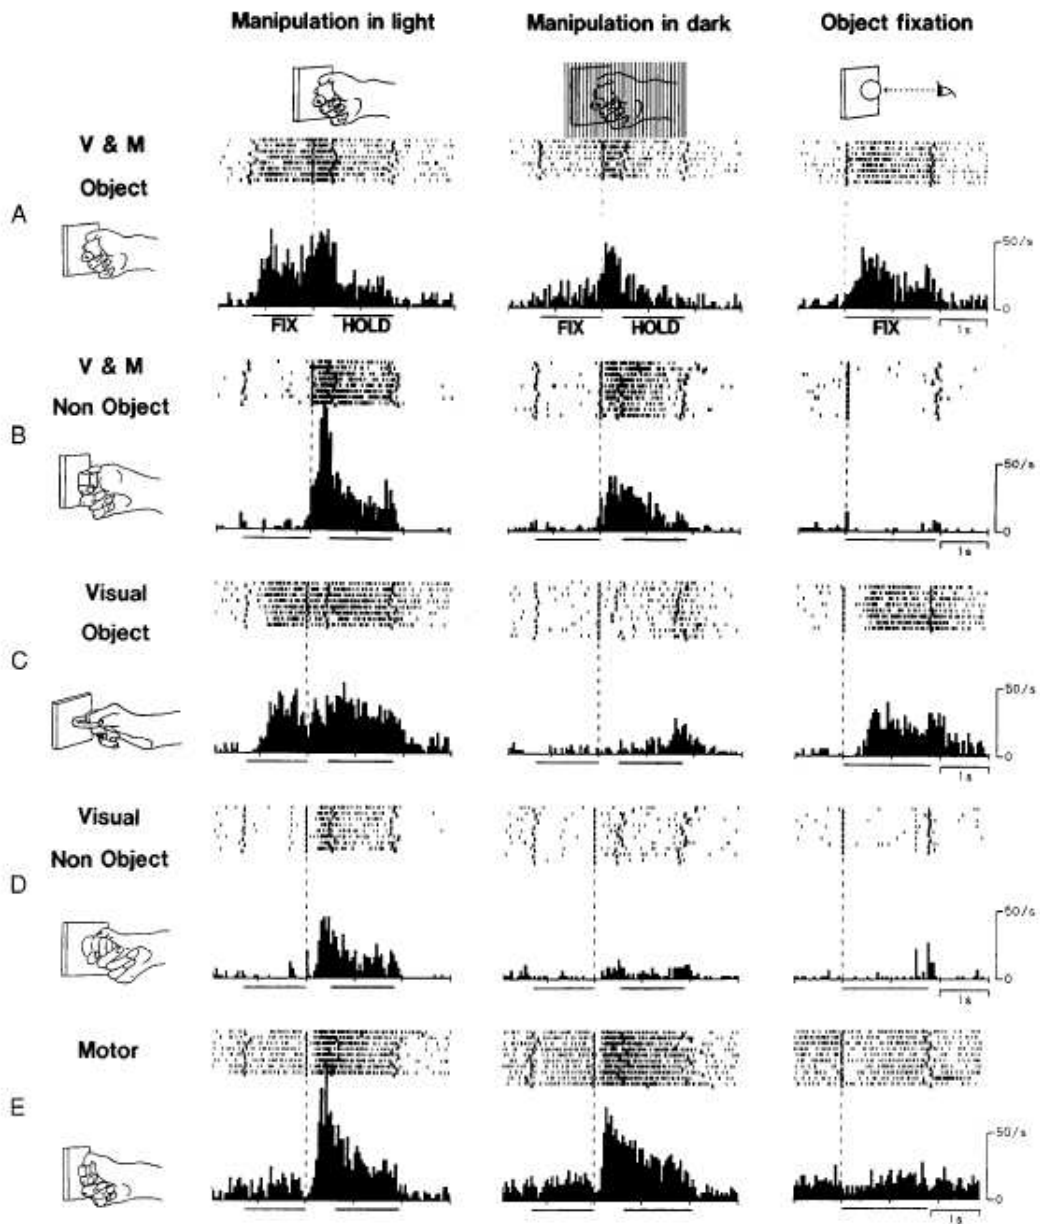 Manipulation in light Manipulation in dark Object fixation
V & M
Object
A
50/s
0
FIX HOLD FIX HOLD FIX 1s
V & M
Non Object
B
50/s
0
1s
Visual
Object
C
50/s
0
1s
Visual
Non Object
D
50/s
0
1s
Motor
E
50/s
0
1s